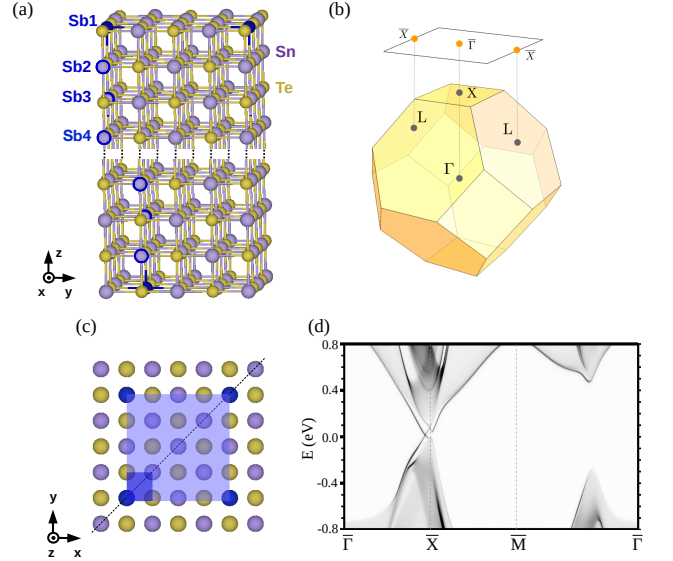 (a)
Sb1
Sn
Sb2
Te
Sb3
Sb4
z
x y
(b)
X̅ Γ̅ X̅
X
L L
Γ
(c)
y
z x
(d)
E (eV)
0.8
0.4
0.0
-0.4
-0.8
Γ̅ X̅ M̅ Γ̅